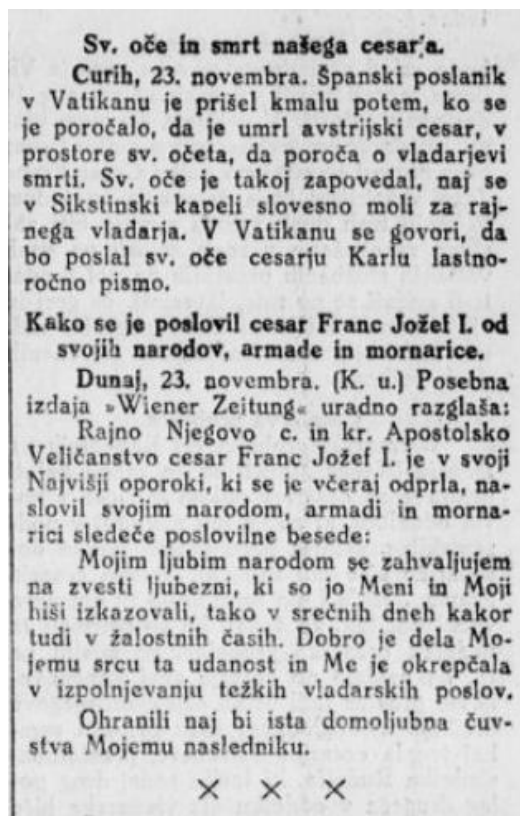 Sv. oče in smrt našega cesarja.
Curih, 23. novembra. Španski poslanik
v Vatikanu je prišel kmalu potem, ko se
je poročalo, da je umrl avstrijski cesar, v
prostore sv. očeta, da poroča o vladarjevi
smrti. Sv. oče je takoj zapovedal, naj se
v Sikstinski kapeli slovesno moli za raj-
nega vladarja. V Vatikanu se govori, da
bo poslal sv. oče cesarju Karlu lastno-
ročno pismo.
Kako se je poslovil cesar Franc Jožef I. od
svojih narodov, armade in mornarice.
Dunaj, 23. novembra. (K. u.) Posebna
izdaja »Wiener Zeitung« uradno razglaša:
Rajno Njegovo c. in kr. Apostolsko
Veličanstvo cesar Franc Jožef I. je v svoji
Najvišji oporoki, ki se je včeraj odprla, na-
slovil svojim narodom, armadi in morna-
rici sledeče poslovilne besede:
Mojim ljubim narodom se zahvaljujem
na zvesti ljubezni, ki so jo Meni in Moji
hiši izkazovali, tako v srečnih dneh kakor
tudi v žalostnih časih. Dobro je dela Mo-
jemu srcu ta udanost in Me je okrepčala
v izpolnjevanju težkih vladarskih poslov.
Ohranili naj bi ista domoljubna čuv-
stva Mojemu nasledniku.
× × ×